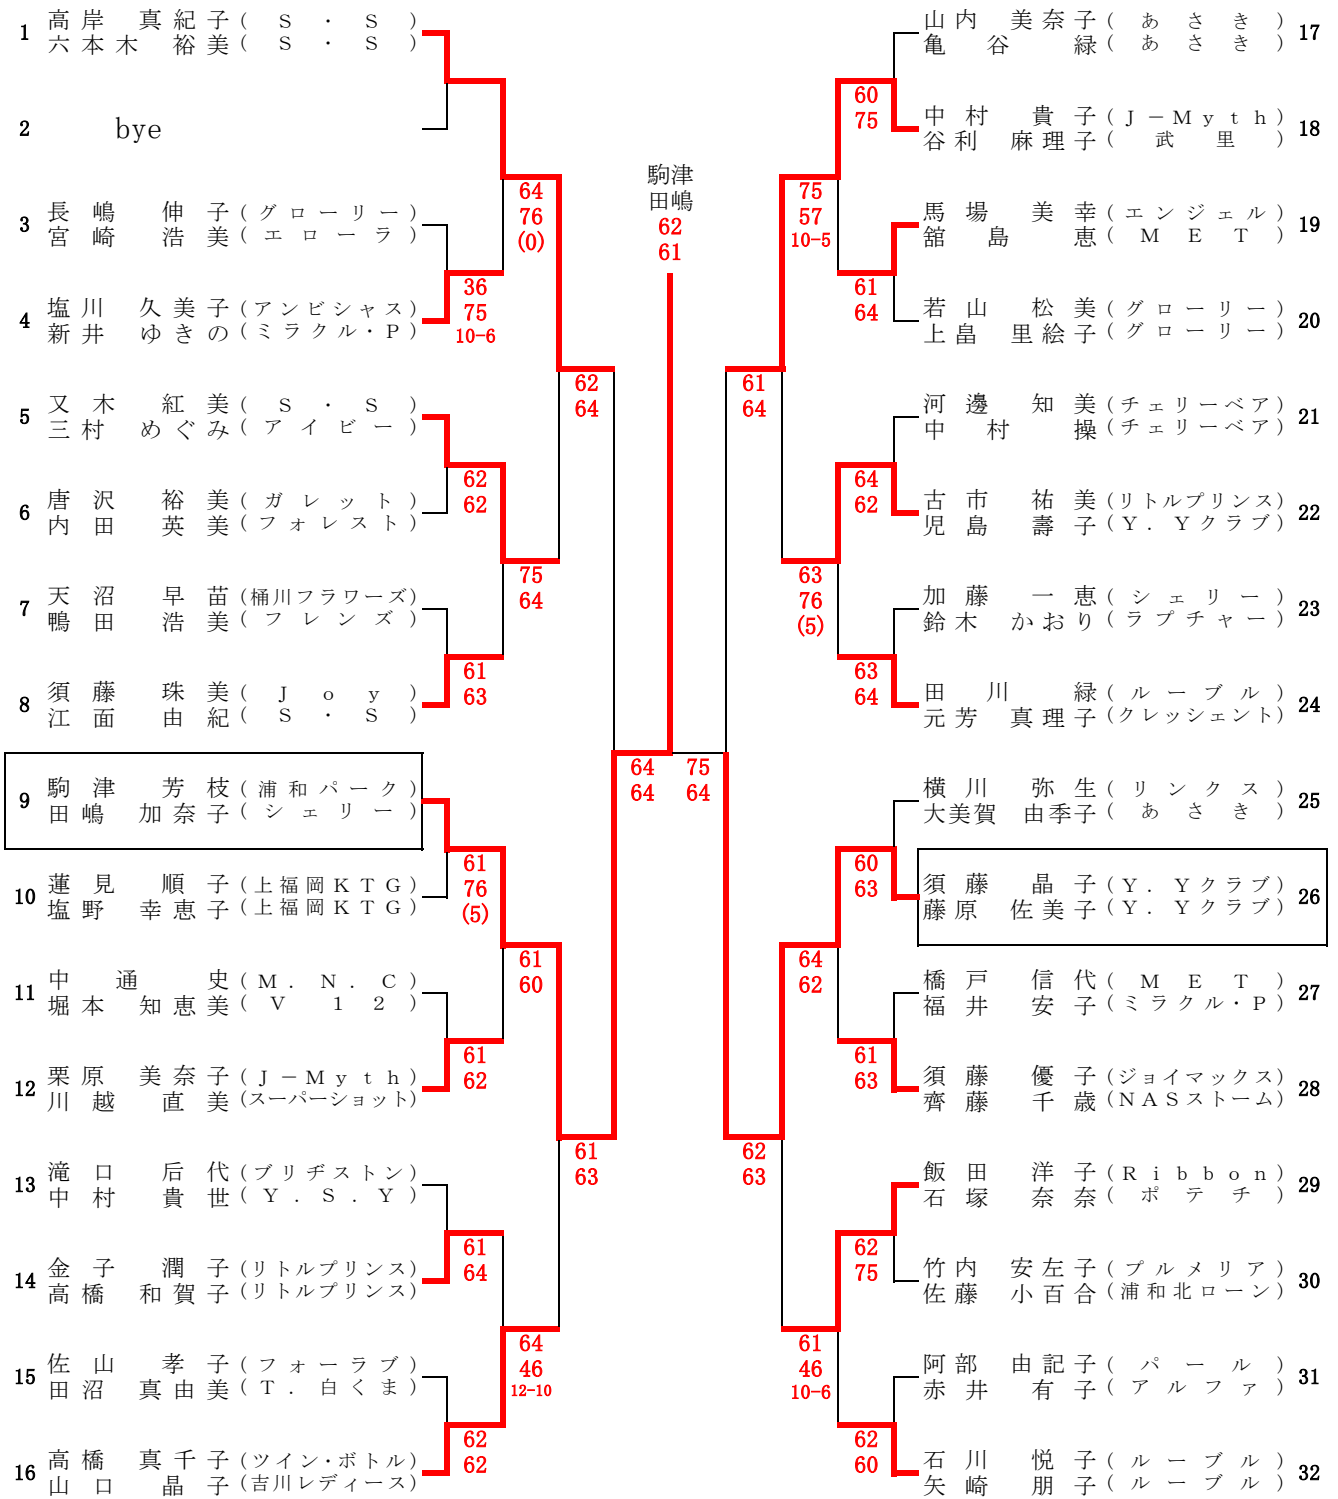 1 高岸 真紀子 (S・S)
六本木 裕美 (S・S)
2 bye
3 長嶋 伸子 (グローリー)
宮崎 浩美 (エローラ)
4 塩川 久美子 (アンビシャス)
新井 ゆきの (ミラクル・P)
5 又木 紅美 (S・S)
三村 めぐみ (アイビー)
6 唐沢 裕美 (ガレット)
内田 英美 (フォレスト)
7 天沼 早苗 (桶川フラワーズ)
鴨田 浩美 (フレンズ)
8 須藤 珠美 (Joy)
江面 由紀 (S・S)
9 駒津 芳枝 (浦和パーク)
田嶋 加奈子 (シェリー)
10 蓮見 順子 (上福岡KTG)
塩野 幸恵子 (上福岡KTG)
11 中通 史 (M.N.C)
堀本 知恵美 (V12)
12 栗原 美奈子 (J-Myth)
川越 直美 (スーパーショット)
13 滝口 后代 (ブリヂストン)
中村 貴世 (Y.S.Y)
14 金子 潤子 (リトルプリンス)
高橋 和賀子 (リトルプリンス)
15 佐山 孝子 (フォーラブ)
田沼 真由美 (T.白くま)
16 高橋 真千子 (ツイン・ボトル)
山口 晶子 (吉川レディース)
36
75
10-6
62
62
61
63
61
76
(5)
61
62
61
64
62
62
64
76
(0)
75
64
61
60
64
46
12-10
62
64
61
63
64
64
駒津
田嶋
62
61
75
64
61
64
62
63
75
57
10-5
63
76
(5)
64
62
61
46
10-6
60
75
61
64
64
62
63
64
60
63
61
63
62
75
62
60
山内 美奈子 (あさき) 17
亀谷 緑 (あさき)
中村 貴子 (J-Myth) 18
谷利 麻理子 (武里)
馬場 美幸 (エンジェル) 19
舘島 恵 (MET)
若山 松美 (グローリー) 20
上畠 里絵子 (グローリー)
河邊 知美 (チェリーベア) 21
中村 操 (チェリーベア)
古市 祐美 (リトルプリンス) 22
児島 壽子 (Y.Yクラブ)
加藤 一恵 (シェリー) 23
鈴木 かおり (ラプチャー)
田川 緑 (ルーブル) 24
元芳 真理子 (クレッシェント)
横川 弥生 (リンクス) 25
大美賀 由季子 (あさき)
須藤 晶子 (Y.Yクラブ) 26
藤原 佐美子 (Y.Yクラブ)
橋戸 信代 (MET) 27
福井 安子 (ミラクル・P)
須藤 優子 (ジョイマックス) 28
齊藤 千歳 (NASストーム)
飯田 洋子 (Ribbon) 29
石塚 奈奈 (ポテチ)
竹内 安左子 (プルメリア) 30
佐藤 小百合 (浦和北ローン)
阿部 由記子 (パール) 31
赤井 有子 (アルファ)
石川 悦子 (ルーブル) 32
矢崎 朋子 (ルーブル)